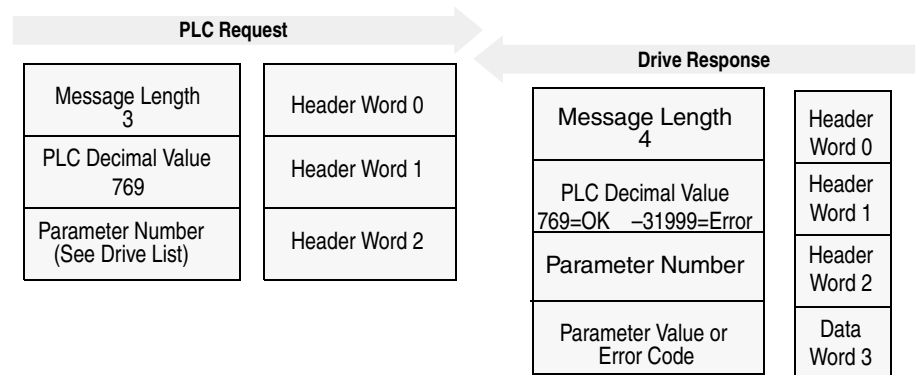 PLC Request
Message Length
3
Header Word 0
PLC Decimal Value
769
Header Word 1
Parameter Number
(See Drive List)
Header Word 2
Drive Response
Message Length
4
Header
Word 0
PLC Decimal Value
769=OK –31999=Error
Header
Word 1
Parameter Number
Header
Word 2
Parameter Value or
Error Code
Data
Word 3